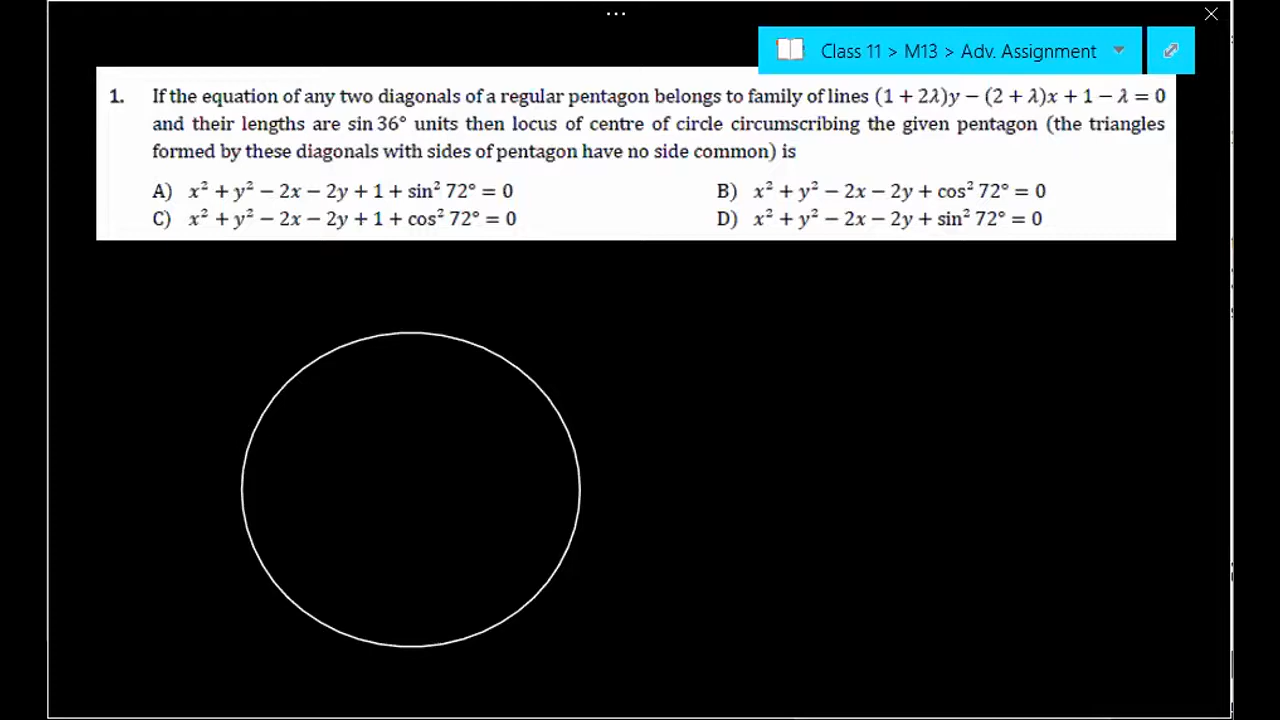 ...
Class 11 > M13 > Adv. Assignment
1. If the equation of any two diagonals of a regular pentagon belongs to family of lines (1 + 2λ)y − (2 + λ)x + 1 − λ = 0
and their lengths are sin 36° units then locus of centre of circle circumscribing the given pentagon (the triangles
formed by these diagonals with sides of pentagon have no side common) is
A) x² + y² − 2x − 2y + 1 + sin² 72° = 0 B) x² + y² − 2x − 2y + cos² 72° = 0
C) x² + y² − 2x − 2y + 1 + cos² 72° = 0 D) x² + y² − 2x − 2y + sin² 72° = 0